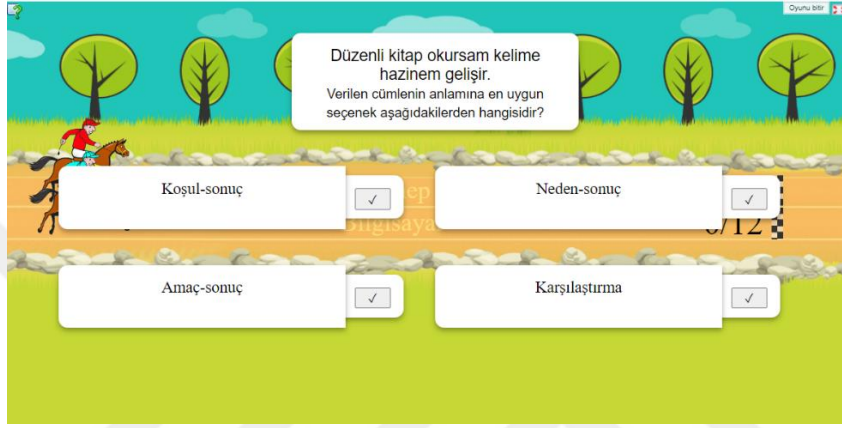 Oyunu bitir
Düzenli kitap okursam kelime
hazinem gelişir.
Verilen cümlenin anlamına en uygun
seçenek aşağıdakilerden hangisidir?
Koşul-sonuç
✓
Neden-sonuç
✓
Amaç-sonuç
✓
Karşılaştırma
✓